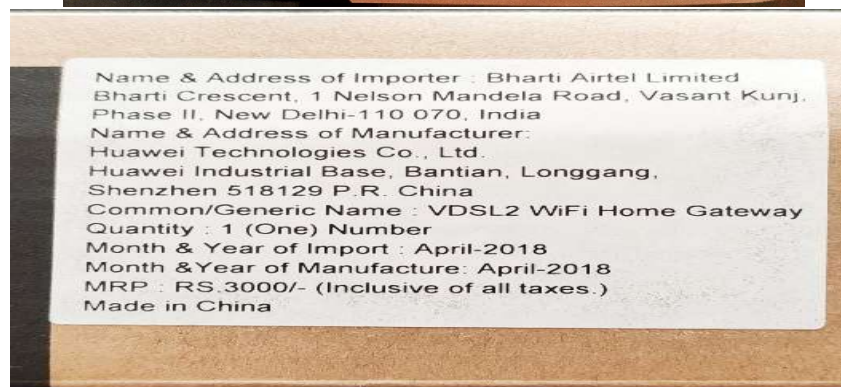 Name & Address of Importer : Bharti Airtel Limited
Bharti Crescent, 1 Nelson Mandela Road, Vasant Kunj,
Phase II, New Delhi-110 070, India
Name & Address of Manufacturer:
Huawei Technologies Co., Ltd.
Huawei Industrial Base, Bantian, Longgang,
Shenzhen 518129 P.R. China
Common/Generic Name : VDSL2 WiFi Home Gateway
Quantity : 1 (One) Number
Month & Year of Import : April-2018
Month &Year of Manufacture: April-2018
MRP : RS.3000/- (Inclusive of all taxes.)
Made in China